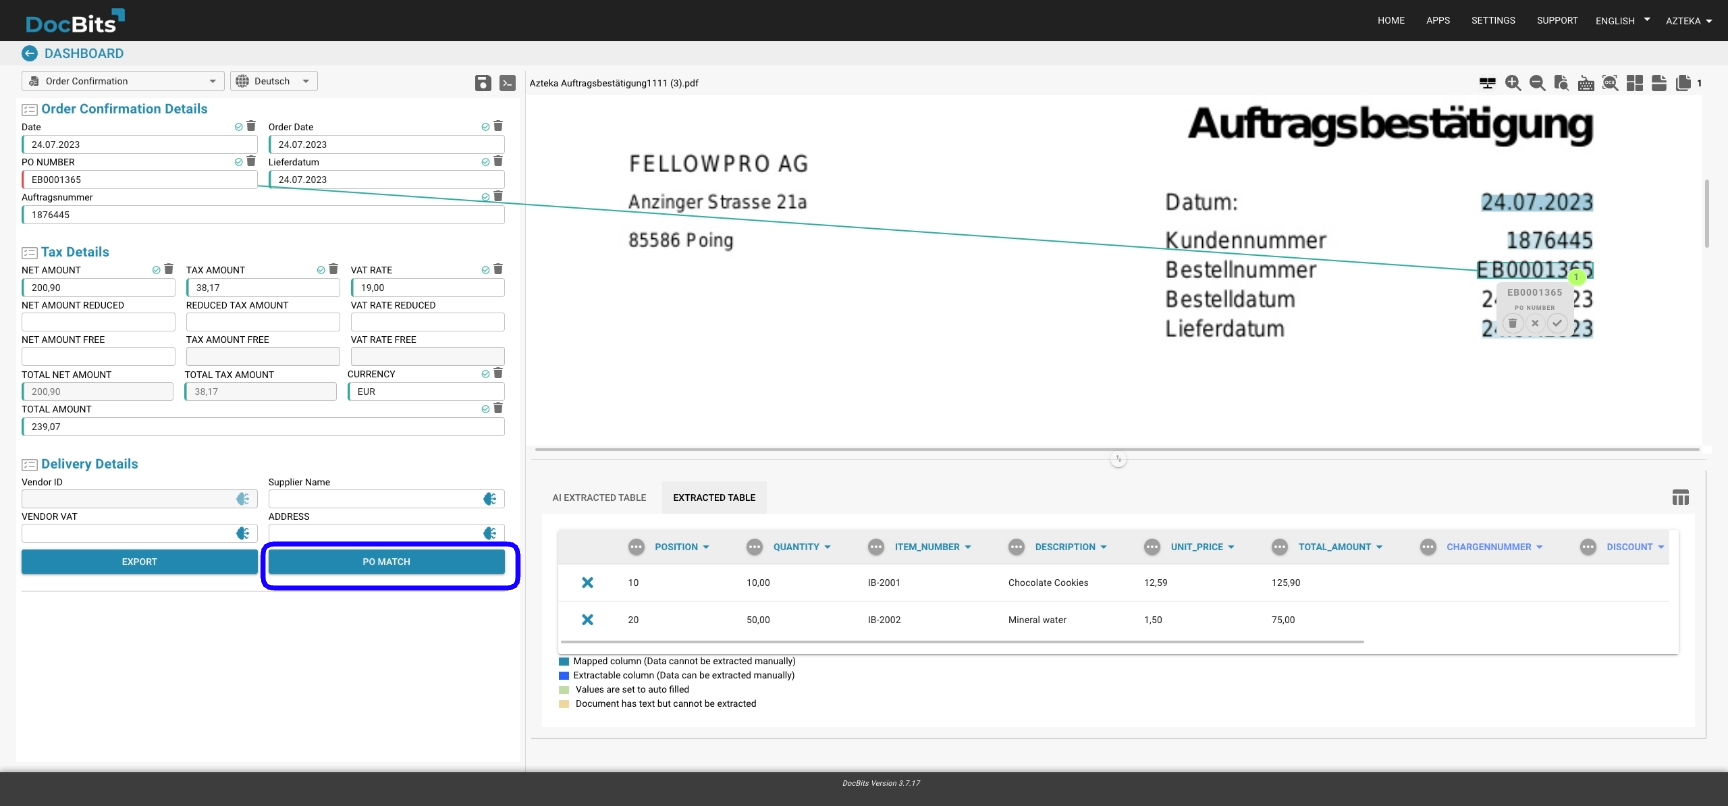 DocBits
HOME APPS SETTINGS SUPPORT ENGLISH AZTEKA
DASHBOARD
Order Confirmation Deutsch
Order Confirmation Details
Date Order Date
24.07.2023 24.07.2023
PO NUMBER Lieferdatum
EB0001365 24.07.2023
Auftragsnummer
1876445
Tax Details
NET AMOUNT TAX AMOUNT VAT RATE
200,90 38,17 19,00
NET AMOUNT REDUCED REDUCED TAX AMOUNT VAT RATE REDUCED
NET AMOUNT FREE TAX AMOUNT FREE VAT RATE FREE
TOTAL NET AMOUNT TOTAL TAX AMOUNT CURRENCY
200,90 38,17 EUR
TOTAL AMOUNT
239,07
Delivery Details
Vendor ID Supplier Name
VENDOR VAT ADDRESS
EXPORT PO MATCH
Azteka Auftragsbestätigung1111 (3).pdf
1
Auftragsbestätigung
FELLOWPRO AG
Anzinger Strasse 21a
85586 Poing
Datum: 24.07.2023
Kundennummer 1876445
Bestellnummer EB0001365
1
Bestelldatum 2 23
Lieferdatum 2 23
EB0001365
PO NUMBER
AI EXTRACTED TABLE EXTRACTED TABLE
POSITION QUANTITY ITEM_NUMBER DESCRIPTION UNIT_PRICE TOTAL_AMOUNT CHARGENNUMMER DISCOUNT
10 10,00 IB-2001 Chocolate Cookies 12,59 125,90
20 50,00 IB-2002 Mineral water 1,50 75,00
Mapped column (Data cannot be extracted manually)
Extractable column (Data can be extracted manually)
Values are set to auto filled
Document has text but cannot be extracted
DocBits Version 3.7.17